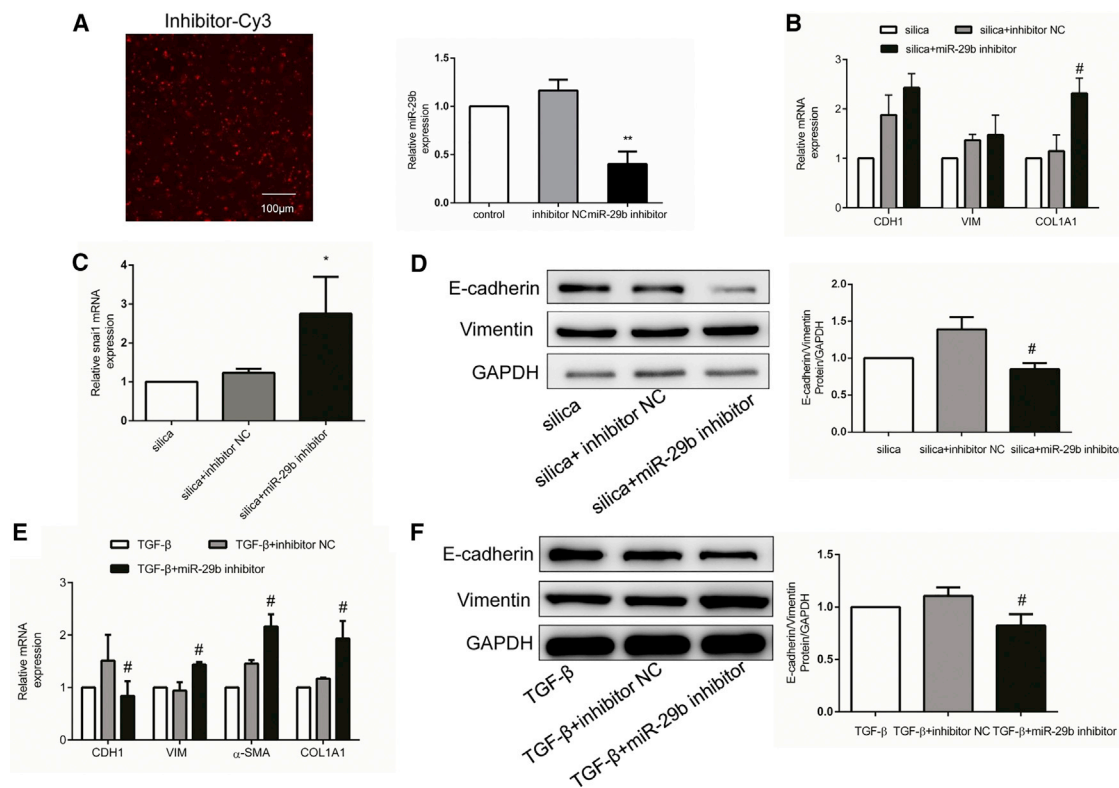 A
Inhibitor-Cy3
100μm
Relative miR-29b
expression
1.5
1.0
0.5
0.0
**
control
inhibitor NC
miR-29b inhibitor
B
silica
silica+inhibitor NC
silica+miR-29b inhibitor
Relative mRNA
expression
3
2
1
0
#
CDH1
VIM
COL1A1
C
Relative snai1 mRNA
expression
4
3
2
1
0
*
silica
silica+inhibitor NC
silica+miR-29b inhibitor
D
E-cadherin
Vimentin
GAPDH
silica
silica+ inhibitor NC
silica+miR-29b inhibitor
E-cadherin/Vimentin
Protein/GAPDH
2.0
1.5
1.0
0.5
0.0
#
silica
silica+inhibitor NC
silica+miR-29b inhibitor
E
TGF-β
TGF-β+inhibitor NC
TGF-β+miR-29b inhibitor
Relative mRNA
expression
3
2
1
0
#
#
#
#
CDH1
VIM
α-SMA
COL1A1
F
E-cadherin
Vimentin
GAPDH
TGF-β
TGF-β+inhibitor NC
TGF-β+miR-29b inhibitor
E-cadherin/Vimentin
Protein/GAPDH
1.5
1.0
0.5
0.0
#
TGF-β
TGF-β+inhibitor NC
TGF-β+miR-29b inhibitor